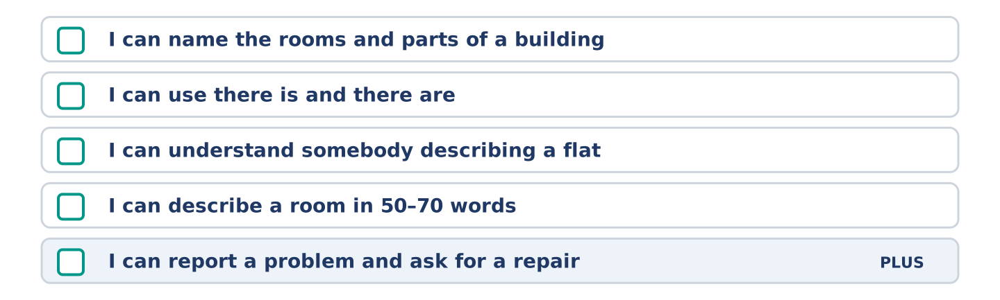 I can name the rooms and parts of a building
I can use there is and there are
I can understand somebody describing a flat
I can describe a room in 50–70 words
I can report a problem and ask for a repair PLUS